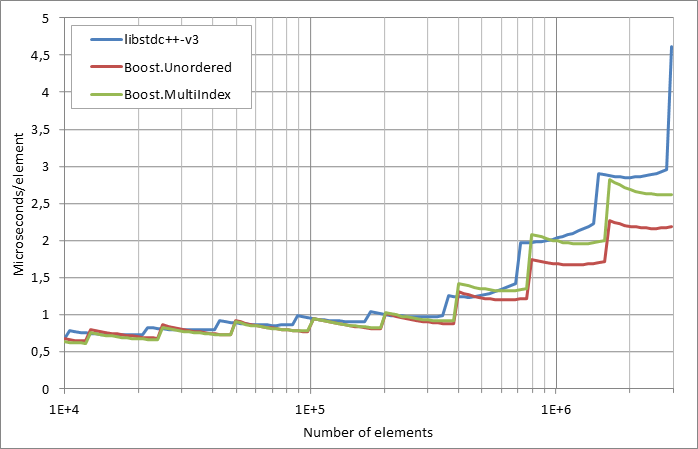 5
4,5
4
3,5
3
2,5
2
1,5
1
0,5
0
Microseconds/element
libstdc++-v3
Boost.Unordered
Boost.MultiIndex
1E+4
1E+5
1E+6
Number of elements